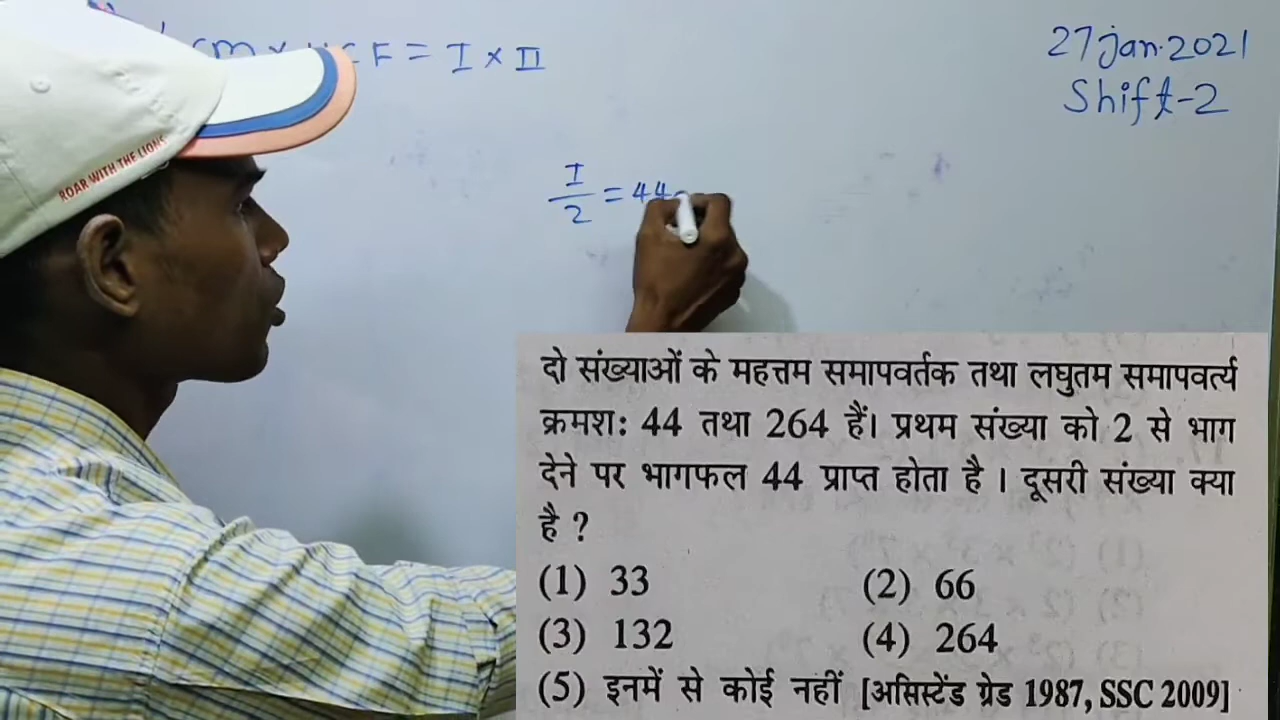 CF = I × II
27 Jan. 2021
Shift-2
I/2 = 44
ROAR WITH THE LIONS
दो संख्याओं के महत्तम समापवर्तक तथा लघुतम समापवर्त्य
क्रमश: 44 तथा 264 हैं। प्रथम संख्या को 2 से भाग
देने पर भागफल 44 प्राप्त होता है । दूसरी संख्या क्या
है ?
(1) 33 (2) 66
(3) 132 (4) 264
(5) इनमें से कोई नहीं [असिस्टेंड ग्रेड 1987, SSC 2009]